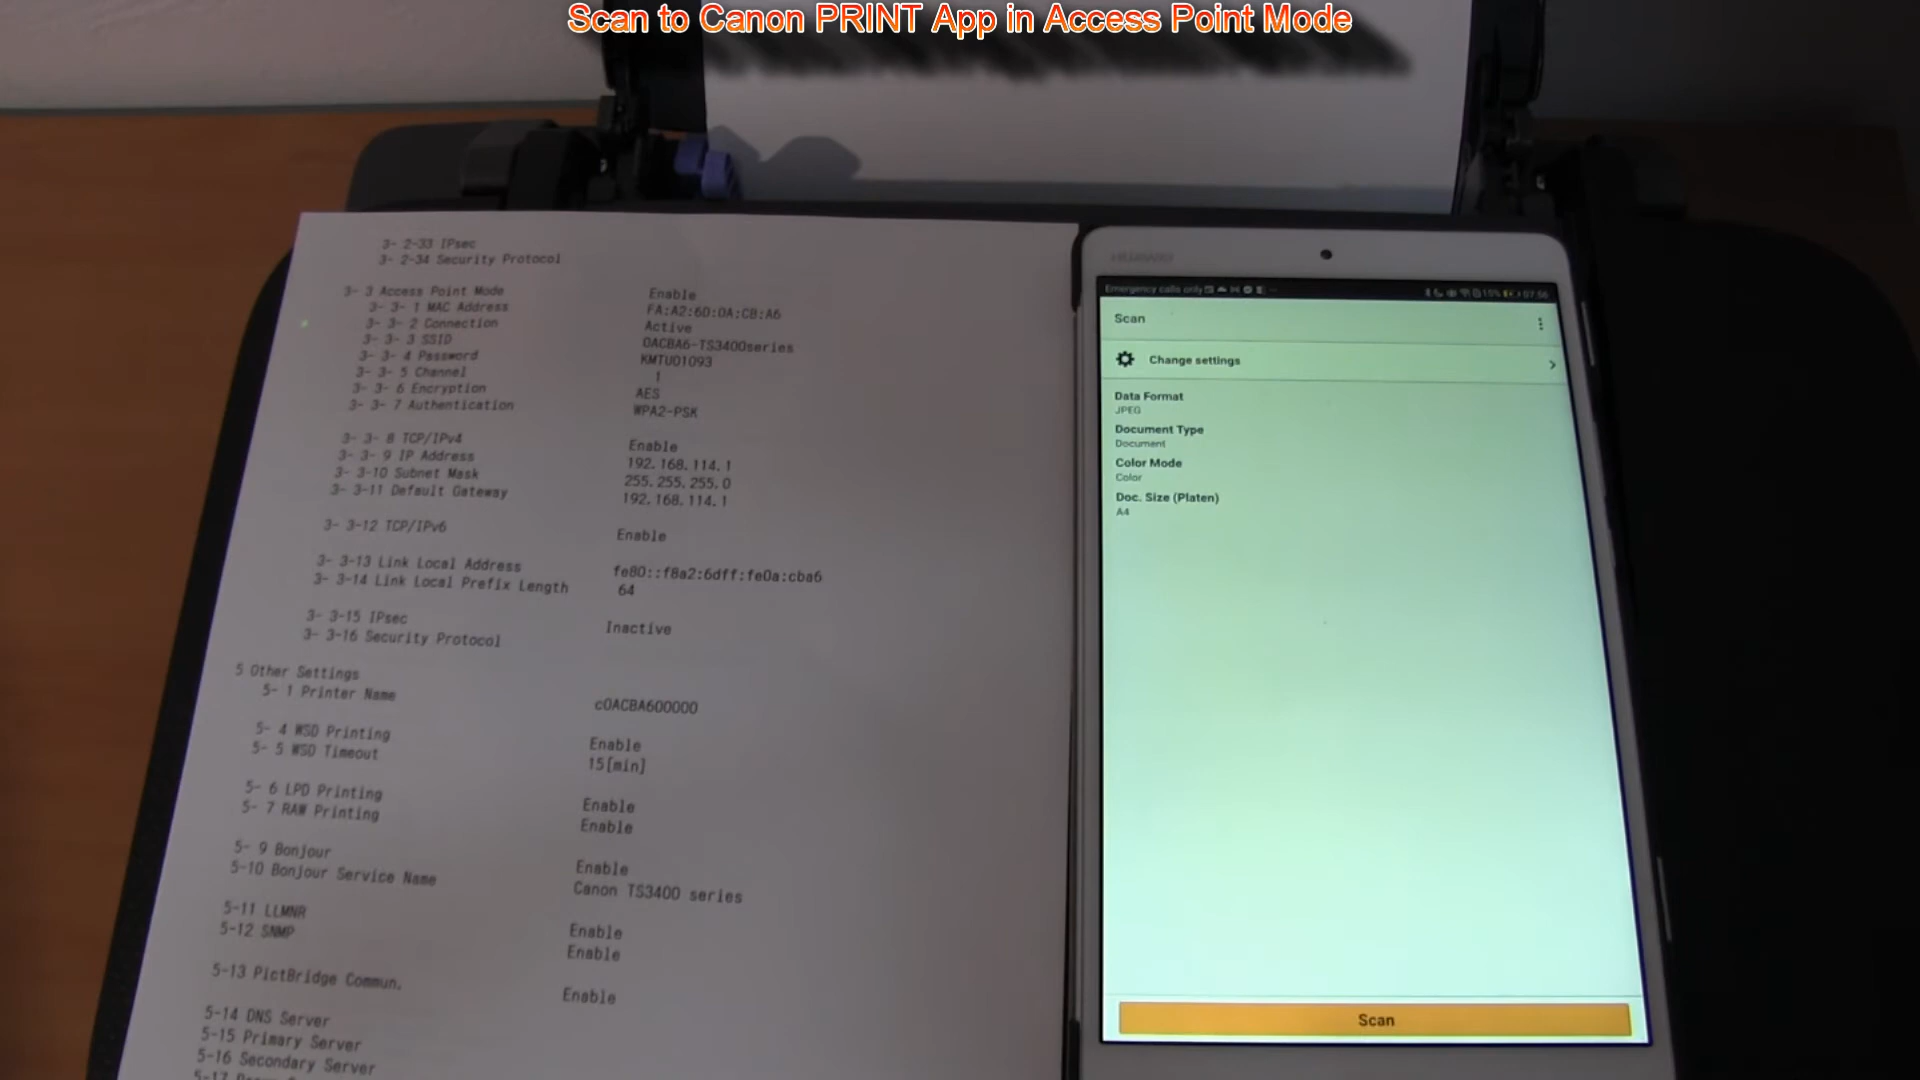 Scan to Canon PRINT App in Access Point Mode
3- 2-33 IPsec
3- 2-34 Security Protocol
3- 3 Access Point Mode Enable
3- 3- 1 MAC Address FA:A2:6D:0A:CB:A6
3- 3- 2 Connection Active
3- 3- 3 SSID 0ACBA6-TS3400series
3- 3- 4 Password KMTU01093
3- 3- 5 Channel 1
3- 3- 6 Encryption AES
3- 3- 7 Authentication WPA2-PSK
3- 3- 8 TCP/IPv4 Enable
3- 3- 9 IP Address 192.168.114.1
3- 3-10 Subnet Mask 255.255.255.0
3- 3-11 Default Gateway 192.168.114.1
3- 3-12 TCP/IPv6 Enable
3- 3-13 Link Local Address fe80::f8a2:6dff:fe0a:cba6
3- 3-14 Link Local Prefix Length 64
3- 3-15 IPsec Inactive
3- 3-16 Security Protocol
5 Other Settings
5- 1 Printer Name c0ACBA600000
5- 4 WSD Printing Enable
5- 5 WSD Timeout 15[min]
5- 6 LPD Printing Enable
5- 7 RAW Printing Enable
5- 9 Bonjour Enable
5-10 Bonjour Service Name Canon TS3400 series
5-11 LLMNR Enable
5-12 SNMP Enable
5-13 PictBridge Commun. Enable
5-14 DNS Server
5-15 Primary Server
5-16 Secondary Server
HUAWEI
Emergency calls only 15% 07:56
Scan
Change settings
Data Format
JPEG
Document Type
Document
Color Mode
Color
Doc. Size (Platen)
A4
Scan